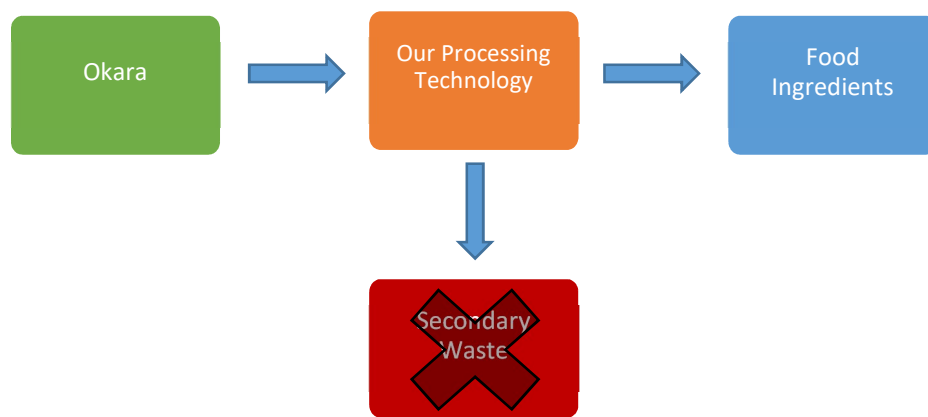 Okara
Our Processing
Technology
Food
Ingredients
Secondary
Waste